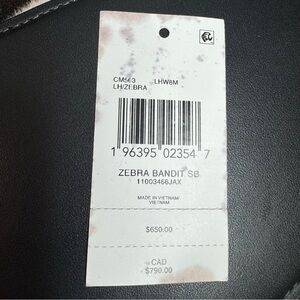 CM563 LHW8M
LH/ZEBRA
1 96395 02354 7
ZEBRA BANDIT SB
11003466JAX
MADE IN VIETNAM/
VIETNAM
$650.00
CAD
$790.00